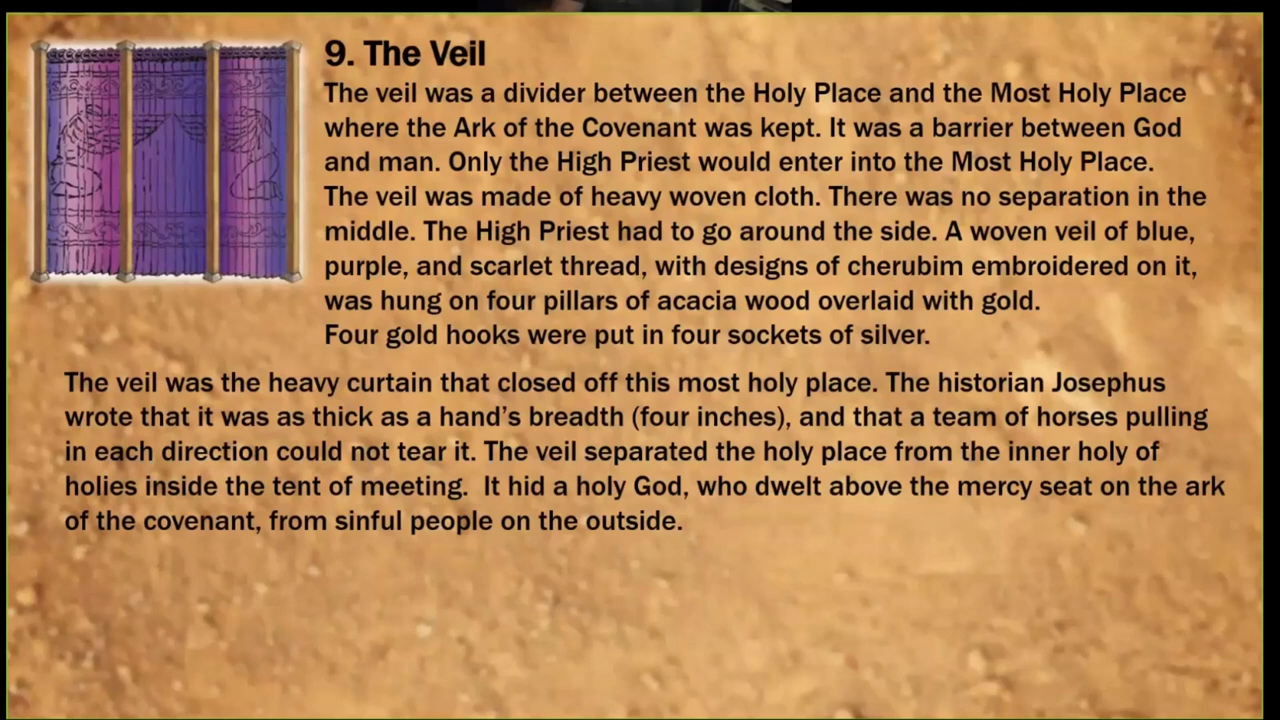 9. The Veil
The veil was a divider between the Holy Place and the Most Holy Place
where the Ark of the Covenant was kept. It was a barrier between God
and man. Only the High Priest would enter into the Most Holy Place.
The veil was made of heavy woven cloth. There was no separation in the
middle. The High Priest had to go around the side. A woven veil of blue,
purple, and scarlet thread, with designs of cherubim embroidered on it,
was hung on four pillars of acacia wood overlaid with gold.
Four gold hooks were put in four sockets of silver.
The veil was the heavy curtain that closed off this most holy place. The historian Josephus
wrote that it was as thick as a hand's breadth (four inches), and that a team of horses pulling
in each direction could not tear it. The veil separated the holy place from the inner holy of
holies inside the tent of meeting.  It hid a holy God, who dwelt above the mercy seat on the ark
of the covenant, from sinful people on the outside.